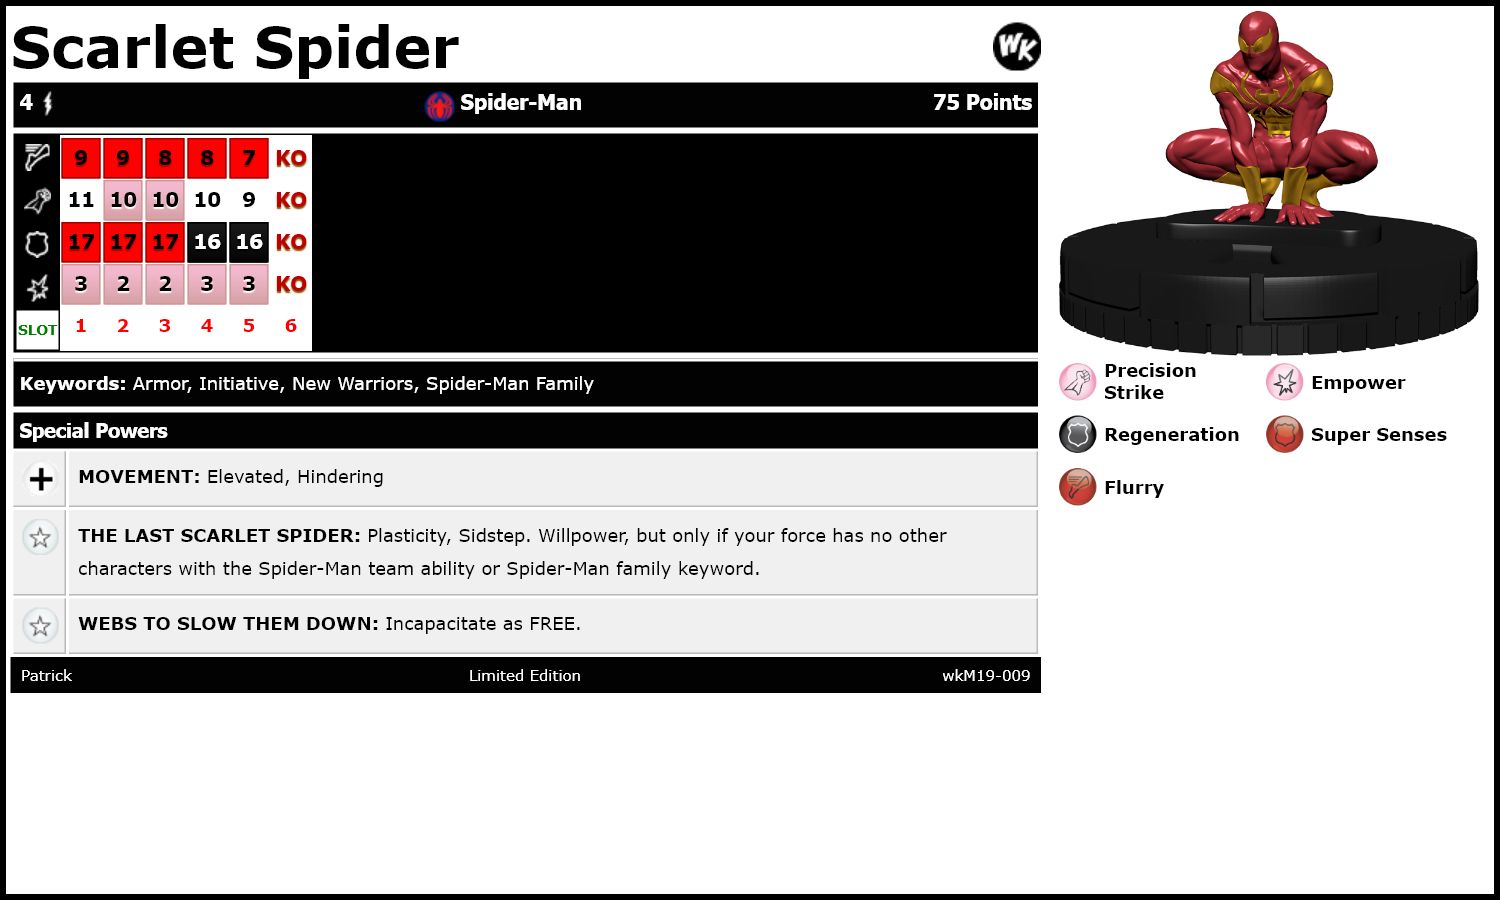 Scarlet Spider
WK
4 Spider-Man 75 Points
9 9 8 8 7 KO
11 10 10 10 9 KO
17 17 17 16 16 KO
3 2 2 3 3 KO
SLOT 1 2 3 4 5 6
Keywords: Armor, Initiative, New Warriors, Spider-Man Family
Special Powers
MOVEMENT: Elevated, Hindering
THE LAST SCARLET SPIDER: Plasticity, Sidstep. Willpower, but only if your force has no other
characters with the Spider-Man team ability or Spider-Man family keyword.
WEBS TO SLOW THEM DOWN: Incapacitate as FREE.
Patrick Limited Edition wkM19-009
Precision
Strike
Empower
Regeneration
Super Senses
Flurry